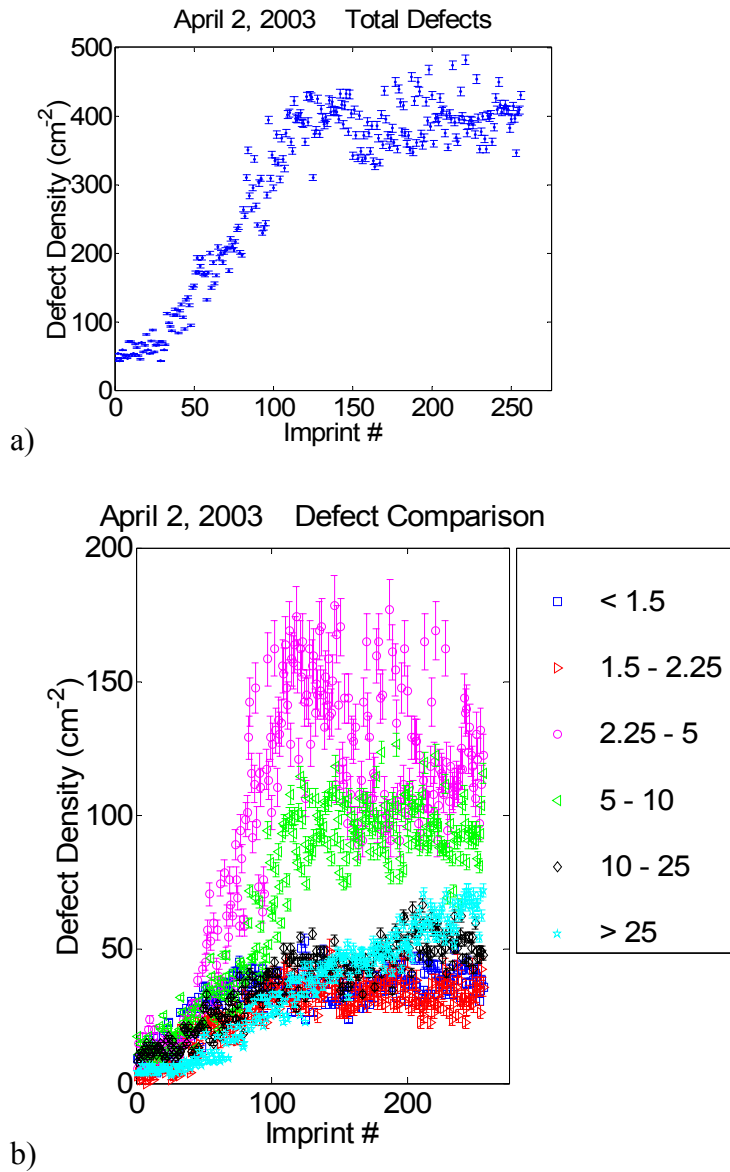 April 2, 2003 Total Defects
500
400
300
200
100
0
Defect Density (cm-2)
0 50 100 150 200 250
Imprint #
a)
April 2, 2003 Defect Comparison
200
150
100
50
0
Defect Density (cm-2)
0 100 200
Imprint #
< 1.5
1.5 - 2.25
2.25 - 5
5 - 10
10 - 25
> 25
b)